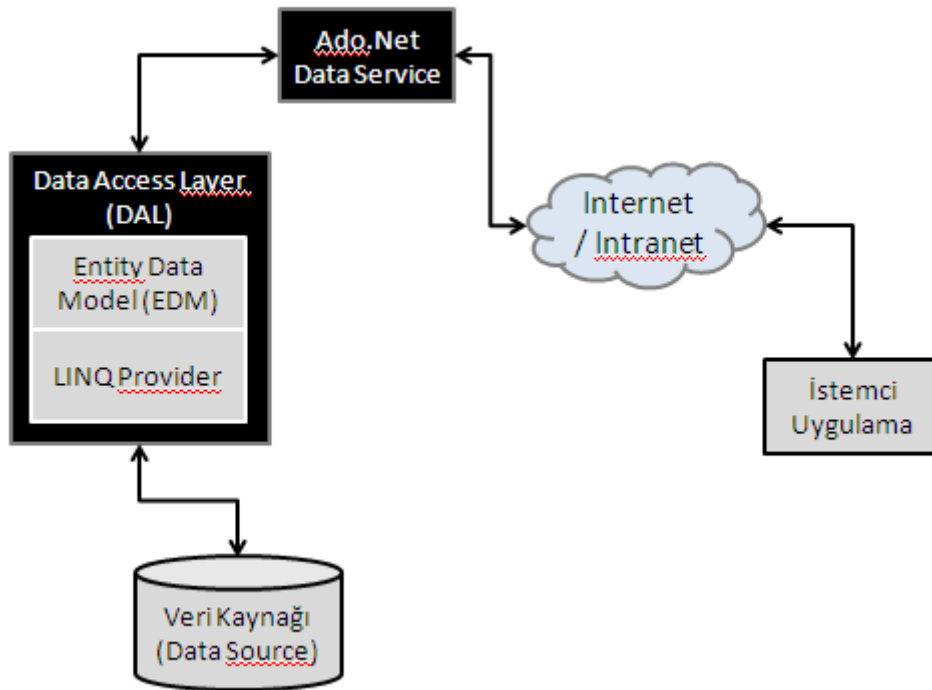 Ado.Net
Data Service
Data Access Layer
(DAL)
Entity Data
Model (EDM)
LINQ Provider
Internet
/ Intranet
İstemci
Uygulama
Veri Kaynağı
(Data Source)